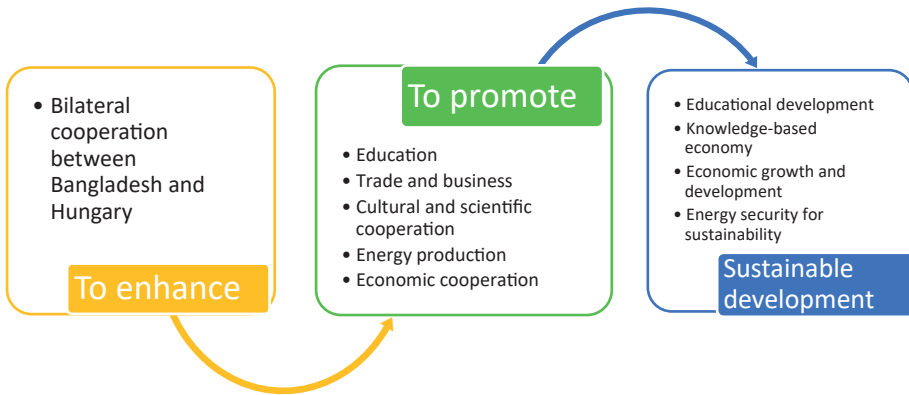 • Bilateral
cooperation
between
Bangladesh and
Hungary
To enhance
To promote
• Education
• Trade and business
• Cultural and scientific
cooperation
• Energy production
• Economic cooperation
• Educational development
• Knowledge-based
economy
• Economic growth and
development
• Energy security for
sustainability
Sustainable
development